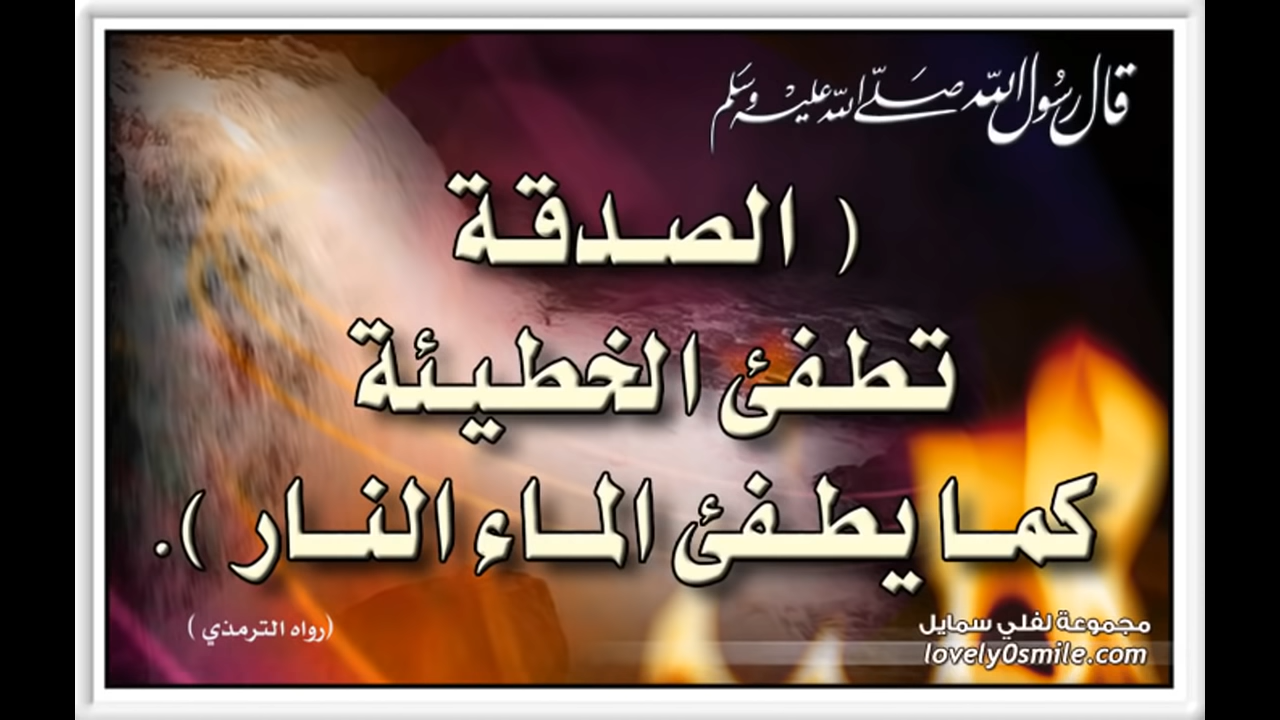 قال رسول الله صلى الله عليه وسلم
( الصدقة
تطفئ الخطيئة
كما يطفئ الماء النار ).
(رواه الترمذي )
مجموعة لفلي سمايل
lovely0smile.com